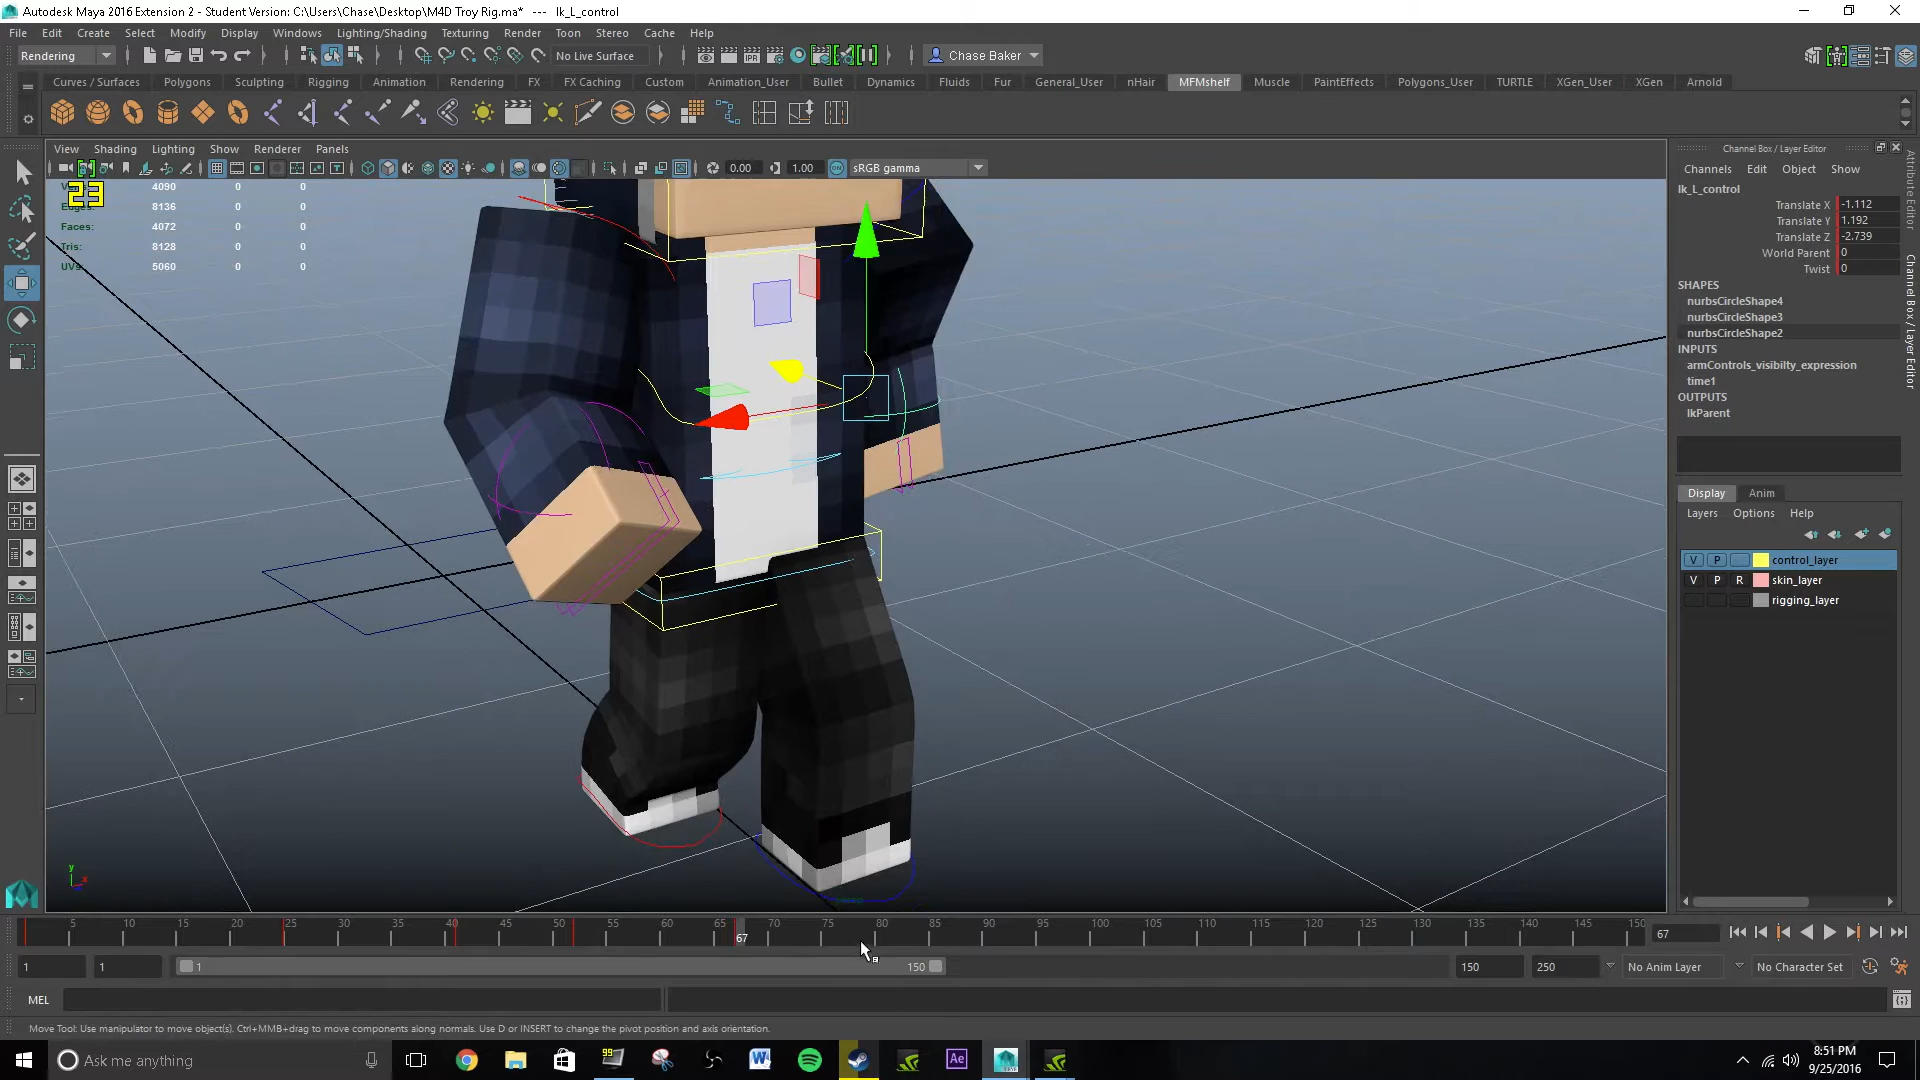 Autodesk Maya 2016 Extension 2 - Student Version: C:\Users\Chase\Desktop\M4D Troy Rig.ma* --- Ik_L_control
File Edit Create Select Modify Display Windows Lighting/Shading Texturing Render Toon Stereo Cache Help
Rendering No Live Surface Chase Baker
Curves / Surfaces Polygons Sculpting Rigging Animation Rendering FX FX Caching Custom Animation_User Bullet Dynamics Fluids Fur General_User nHair MFMshelf Muscle PaintEffects Polygons_User TURTLE XGen_User XGen Arnold
View Shading Lighting Show Renderer Panels
0.00 1.00 sRGB gamma
23
4090 0 0
Edges: 8136 0 0
Faces: 4072 0 0
Tris: 8128 0 0
UVs: 5060 0 0
persp
y
x
Channel Box / Layer Editor
Channels Edit Object Show
Ik_L_control
Translate X -1.112
Translate Y 1.192
Translate Z -2.739
World Parent 0
Twist 0
SHAPES
nurbsCircleShape4
nurbsCircleShape3
nurbsCircleShape2
INPUTS
armControls_visibilty_expression
time1
OUTPUTS
IkParent
Display Anim
Layers Options Help
V P control_layer
V P R skin_layer
rigging_layer
Attribute Editor
Channel Box / Layer Editor
5 10 15 20 25 30 35 40 45 50 55 60 65 70 75 80 85 90 95 100 105 110 115 120 125 130 135 140 145 150
67 67
1 1 1 150 150 250 No Anim Layer No Character Set
MEL
Move Tool: Use manipulator to move object(s). Ctrl+MMB+drag to move components along normals. Use D or INSERT to change the pivot position and axis orientation.
Ask me anything
99
8:51 PM
9/25/2016